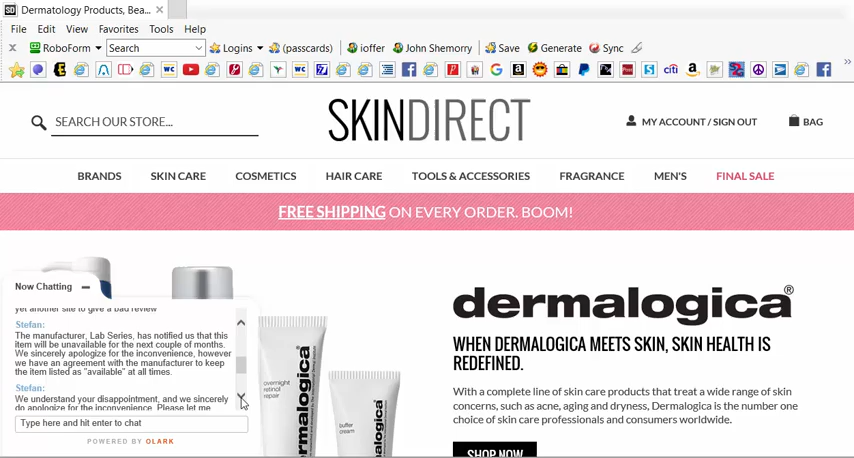 SD Dermatology Products, Bea... ×
File Edit View Favorites Tools Help
x RoboForm Search Logins (passcards) ioffer John Shemorry Save Generate Sync
SEARCH OUR STORE...
SKINDIRECT
MY ACCOUNT / SIGN OUT
BAG
BRANDS SKIN CARE COSMETICS HAIR CARE TOOLS & ACCESSORIES FRAGRANCE MEN'S FINAL SALE
FREE SHIPPING ON EVERY ORDER. BOOM!
Now Chatting
yet another site to give a bad review
Stefan:
The manufacturer, Lab Series, has notified us that this
item will be unavailable for the next couple of months.
We sincerely apologize for the inconvenience, however
we have an agreement with the manufacturer to keep
the item listed as "available" at all times.
Stefan:
We understand your disappointment, and we sincerely
do apologize for the inconvenience. Please let me
Type here and hit enter to chat
POWERED BY OLARK
overnight
retinol
repair
dermalogica
buffer
cream
dermalogica®
WHEN DERMALOGICA MEETS SKIN, SKIN HEALTH IS
REDEFINED.
With a complete line of skin care products that treat a wide range of skin
concerns, such as acne, aging and dryness, Dermalogica is the number one
choice of skin care professionals and consumers worldwide.
SHOP NOW